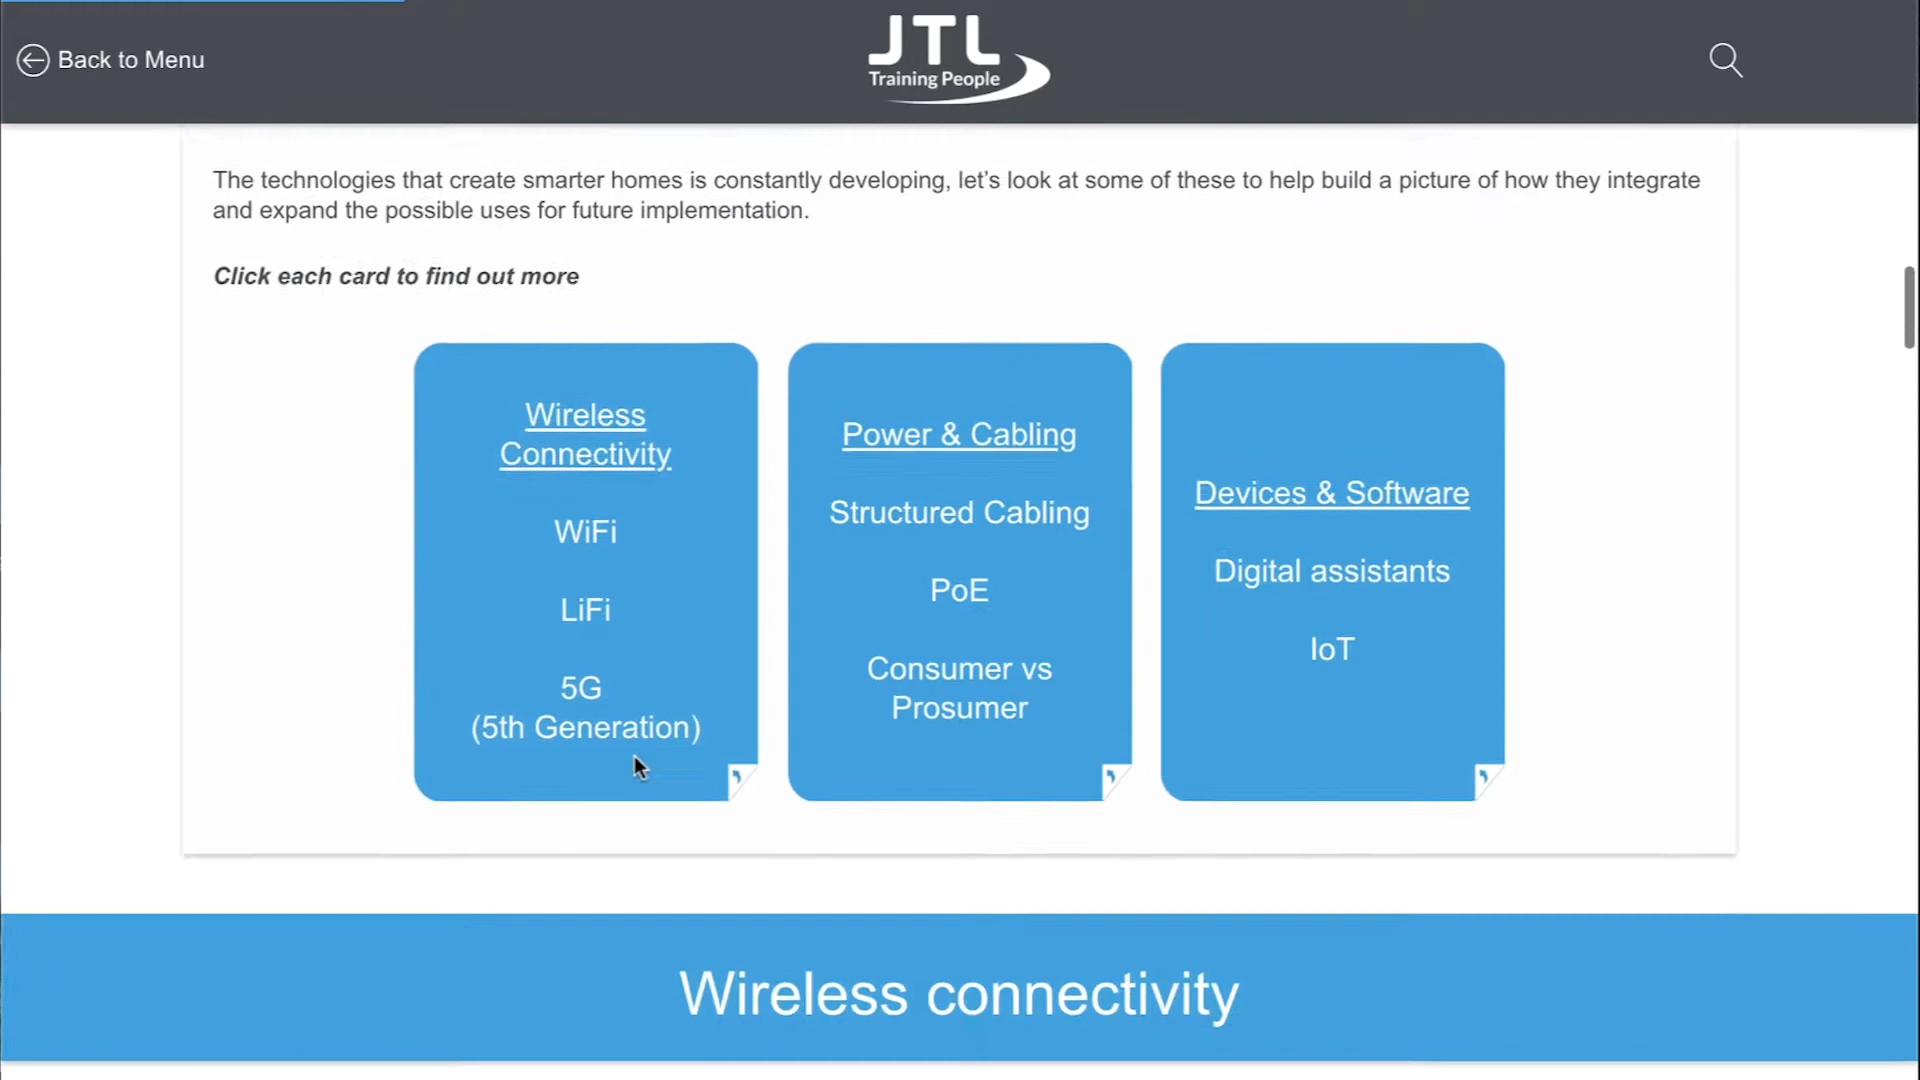 Back to Menu
JTL
Training People
The technologies that create smarter homes is constantly developing, let's look at some of these to help build a picture of how they integrate
and expand the possible uses for future implementation.
Click each card to find out more
Wireless
Connectivity
WiFi
LiFi
5G
(5th Generation)
Power & Cabling
Structured Cabling
PoE
Consumer vs
Prosumer
Devices & Software
Digital assistants
IoT
Wireless connectivity